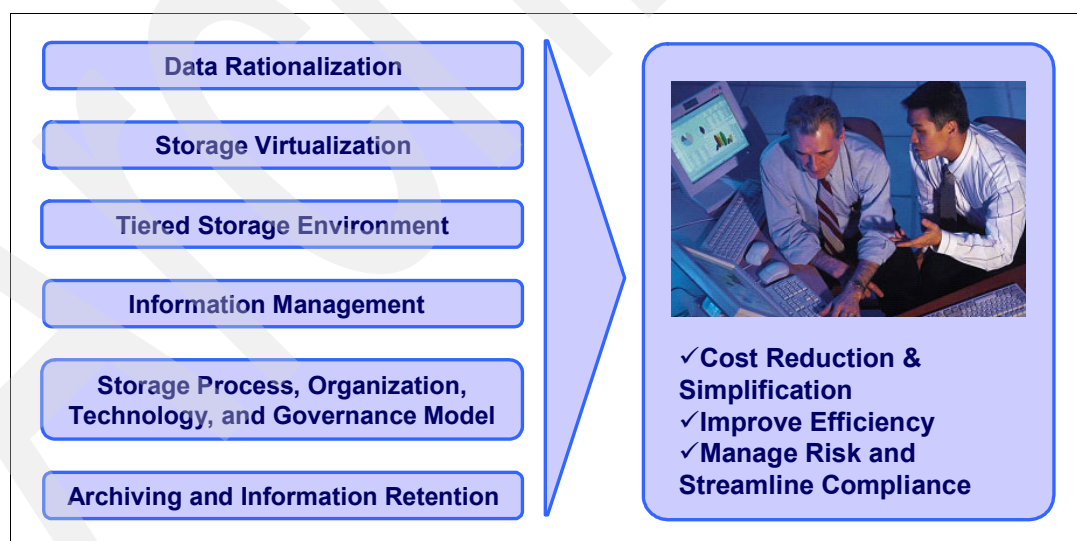 Data Rationalization
Storage Virtualization
Tiered Storage Environment
Information Management
Storage Process, Organization,
Technology, and Governance Model
Archiving and Information Retention
✓Cost Reduction &
Simplification
✓Improve Efficiency
✓Manage Risk and
Streamline Compliance